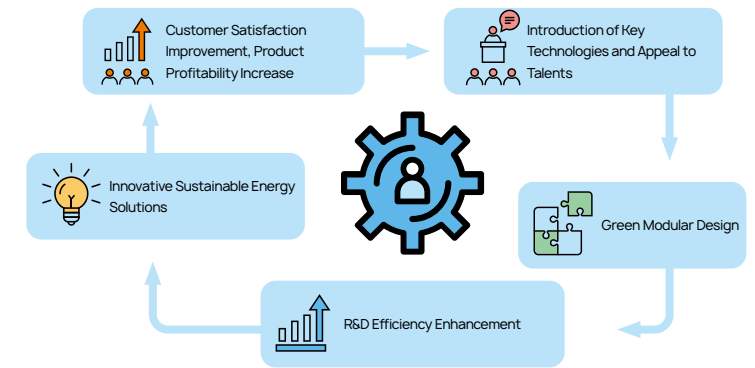 Customer Satisfaction
Improvement, Product
Profitability Increase
Introduction of Key
Technologies and Appeal to
Talents
Innovative Sustainable Energy
Solutions
Green Modular Design
R&D Efficiency Enhancement